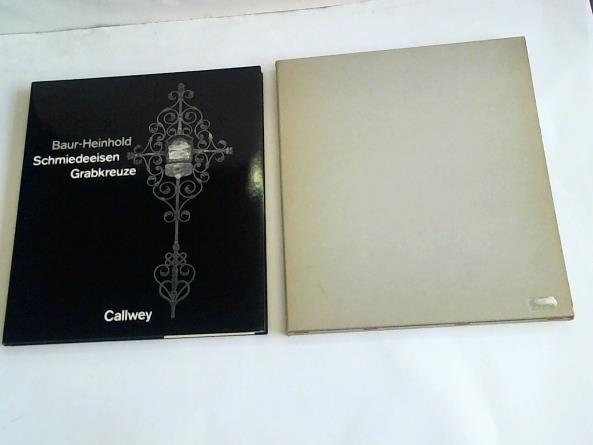 Baur-Heinhold
Schmiedeeisen
Grabkreuze
Callwey